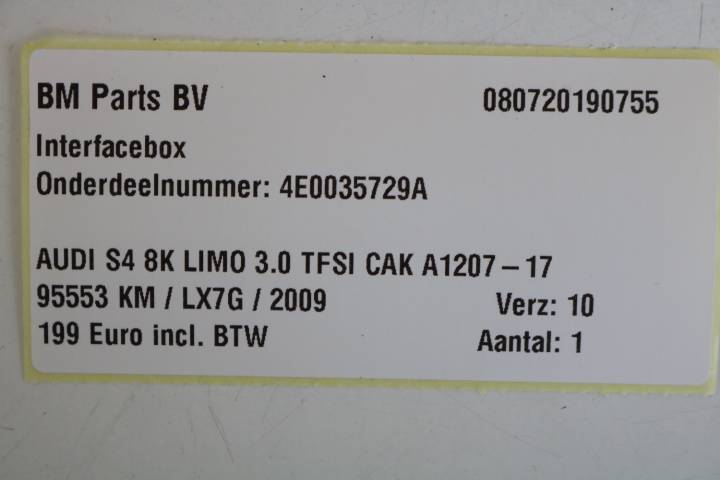 BM Parts BV 080720190755
Interfacebox
Onderdeelnummer: 4E0035729A
AUDI S4 8K LIMO 3.0 TFSI CAK A1207 – 17
95553 KM / LX7G / 2009 Verz: 10
199 Euro incl. BTW Aantal: 1